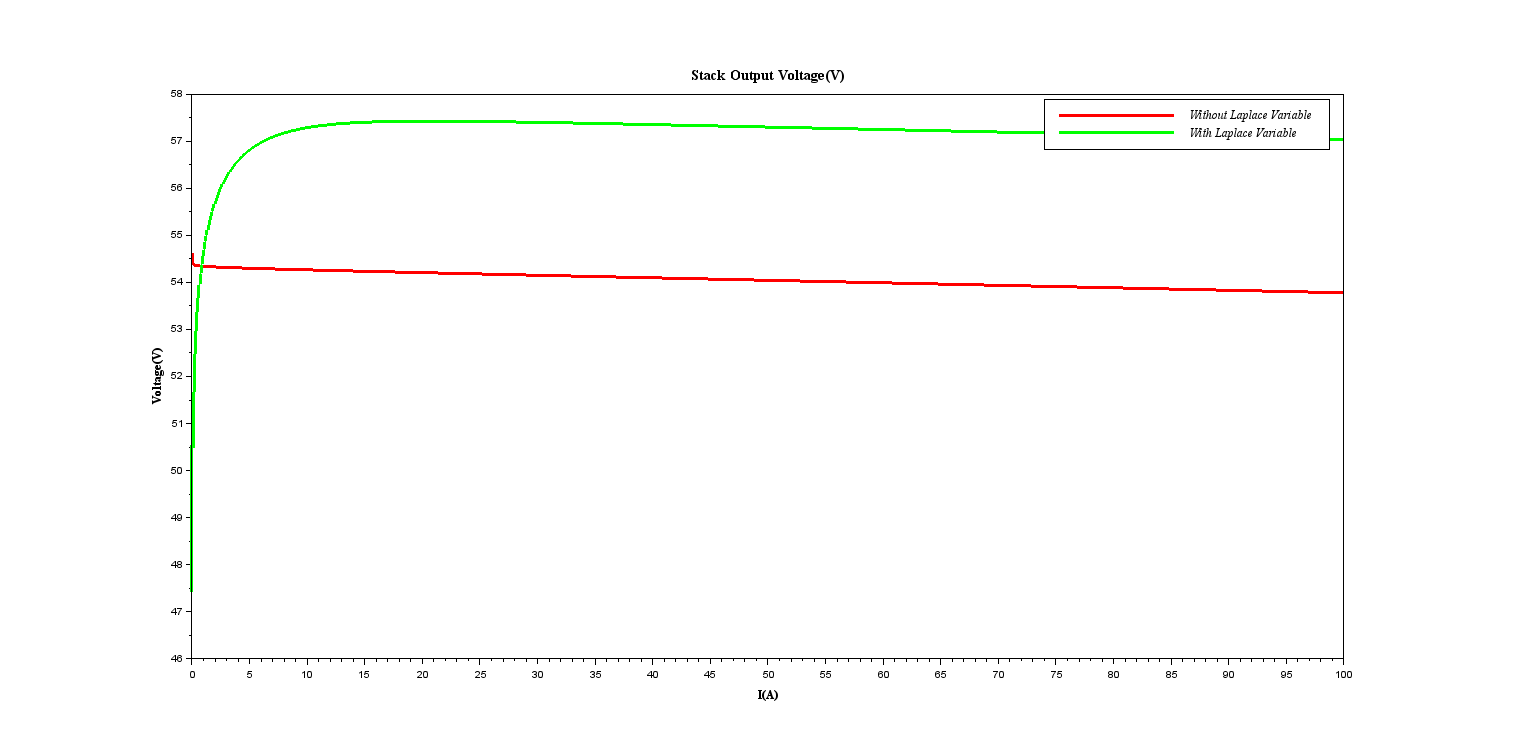 Stack Output Voltage(V)
58
57
56
55
54
53
52
51
50
49
48
47
46
Voltage(V)
Without Laplace Variable
With Laplace Variable
0 5 10 15 20 25 30 35 40 45 50 55 60 65 70 75 80 85 90 95 100
I(A)